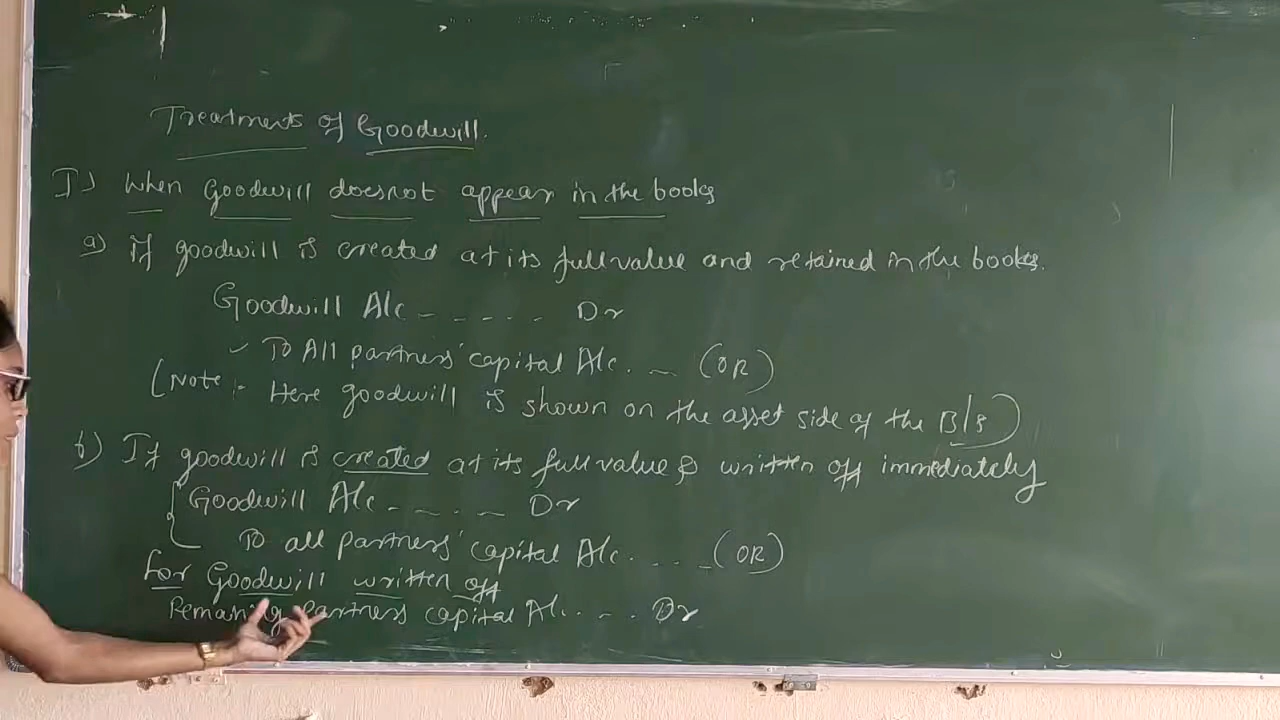 Treatments of Goodwill.
I) When Goodwill doesnot appear in the books
a) if goodwill is created at its full value and retained in the books.
Goodwill A/c - - - - - Dr
✓ To All partners' capital A/c. — (OR)
(Note :- Here goodwill is shown on the asset side of the B/s)
b) If goodwill is created at its full value & written off immediately
Goodwill A/c - - - - Dr
To all partners' capital A/c. . . . (OR)
for Goodwill written off
Remaing Partners capital A/c. . - . Dr